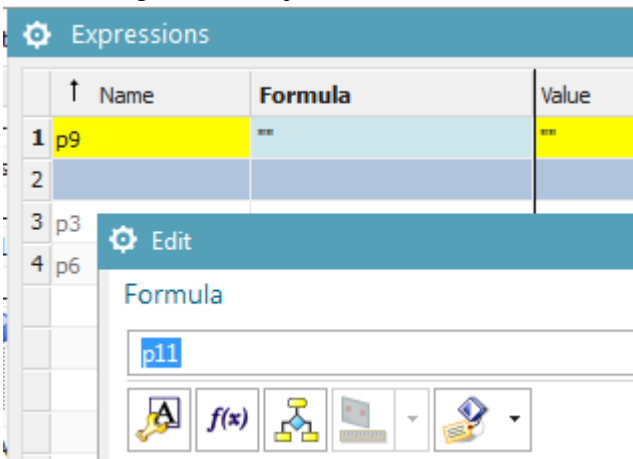 Expressions
↑ Name Formula Value
1 p9 "" ""
2
3 p3
4 p6
Edit
Formula
p11
A f(x)